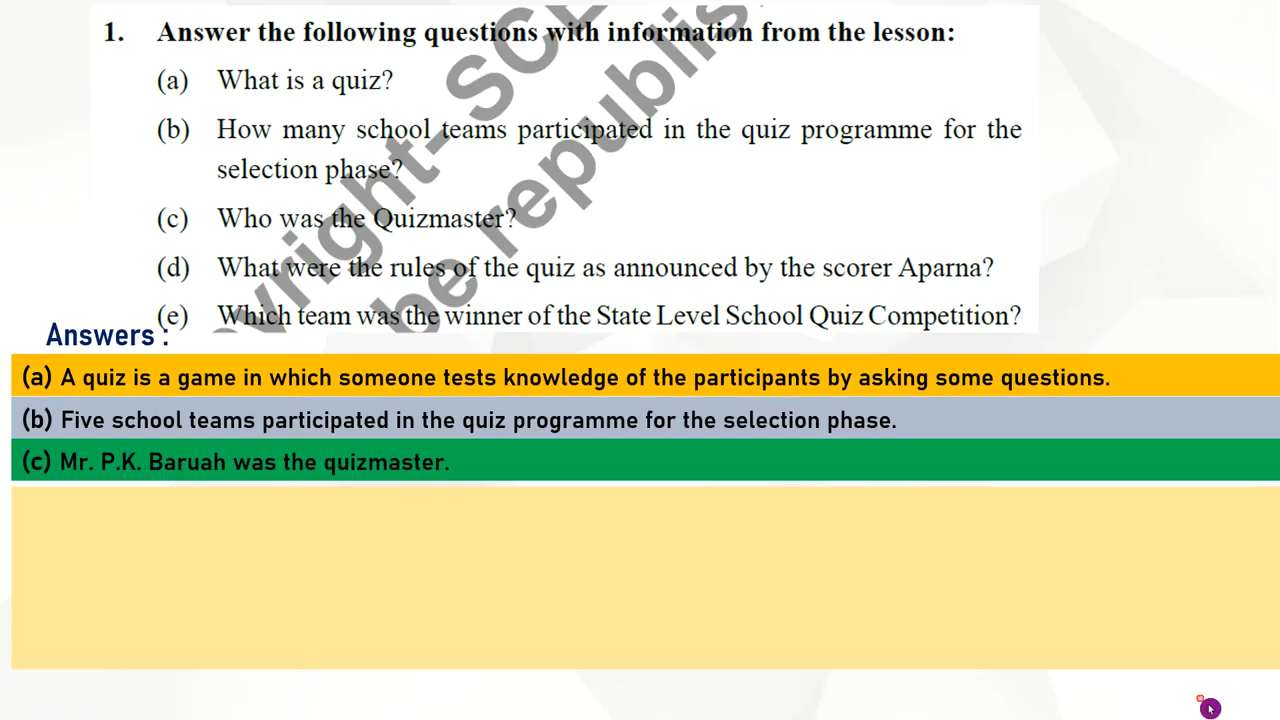 1. Answer the following questions with information from the lesson:
(a) What is a quiz?
(b) How many school teams participated in the quiz programme for the
selection phase?
(c) Who was the Quizmaster?
(d) What were the rules of the quiz as announced by the scorer Aparna?
(e) Which team was the winner of the State Level School Quiz Competition?
Answers :
(a) A quiz is a game in which someone tests knowledge of the participants by asking some questions.
(b) Five school teams participated in the quiz programme for the selection phase.
(c) Mr. P.K. Baruah was the quizmaster.